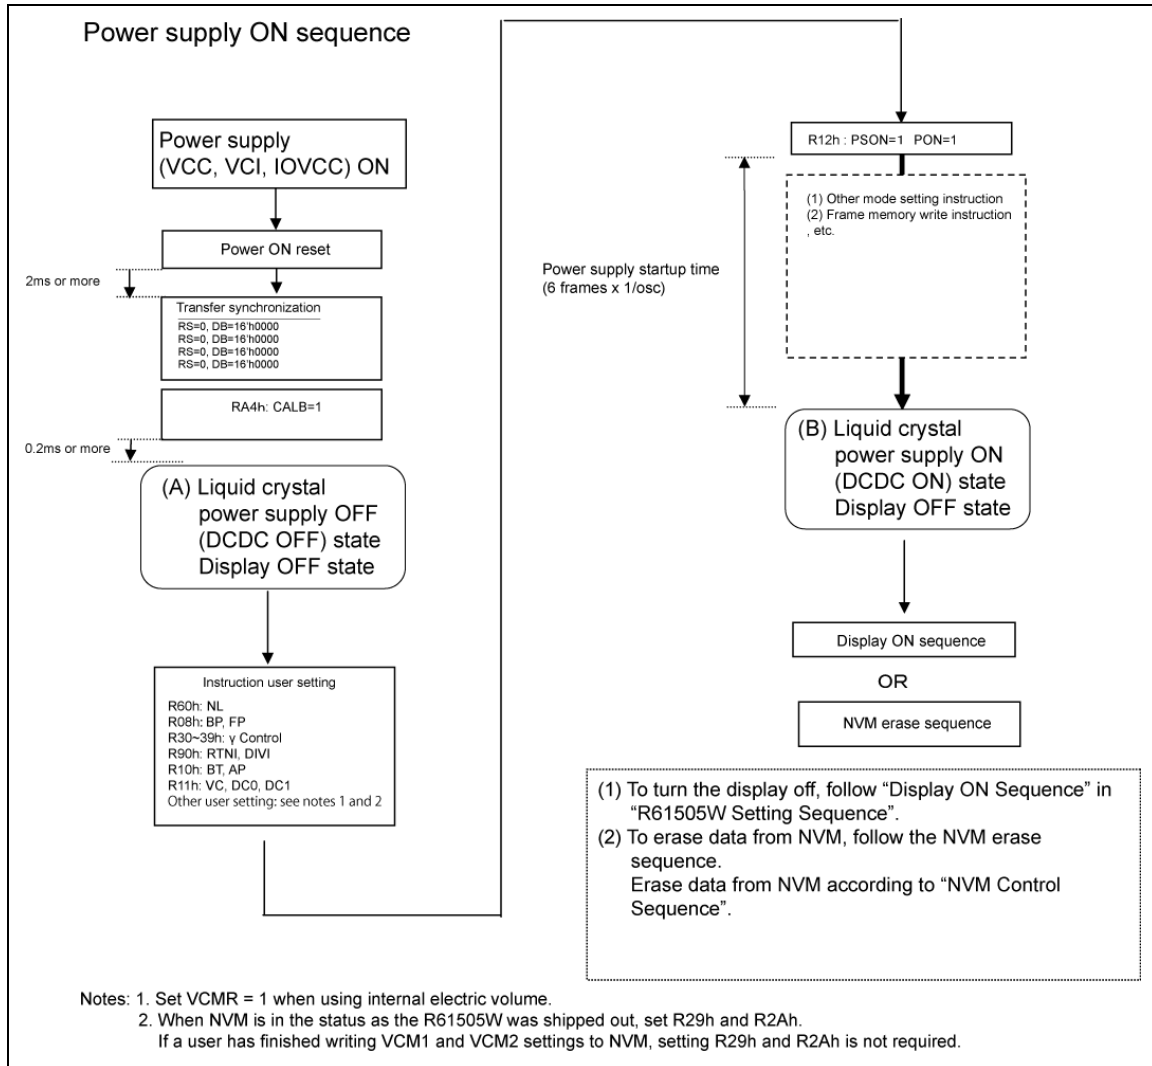 Power supply ON sequence
Power supply
(VCC, VCI, IOVCC) ON
Power ON reset
2ms or more
Transfer synchronization
RS=0, DB=16'h0000
RS=0, DB=16'h0000
RS=0, DB=16'h0000
RS=0, DB=16'h0000
RA4h: CALB=1
0.2ms or more
(A) Liquid crystal
power supply OFF
(DCDC OFF) state
Display OFF state
Instruction user setting
R60h: NL
R08h: BP, FP
R30~39h: γ Control
R90h: RTNI, DIVI
R10h: BT, AP
R11h: VC, DC0, DC1
Other user setting: see notes 1 and 2
R12h : PSON=1 PON=1
(1) Other mode setting instruction
(2) Frame memory write instruction
, etc.
Power supply startup time
(6 frames x 1/osc)
(B) Liquid crystal
power supply ON
(DCDC ON) state
Display OFF state
Display ON sequence
OR
NVM erase sequence
(1) To turn the display off, follow “Display ON Sequence” in
“R61505W Setting Sequence”.
(2) To erase data from NVM, follow the NVM erase
sequence.
Erase data from NVM according to “NVM Control
Sequence”.
Notes: 1. Set VCMR = 1 when using internal electric volume.
2. When NVM is in the status as the R61505W was shipped out, set R29h and R2Ah.
If a user has finished writing VCM1 and VCM2 settings to NVM, setting R29h and R2Ah is not required.